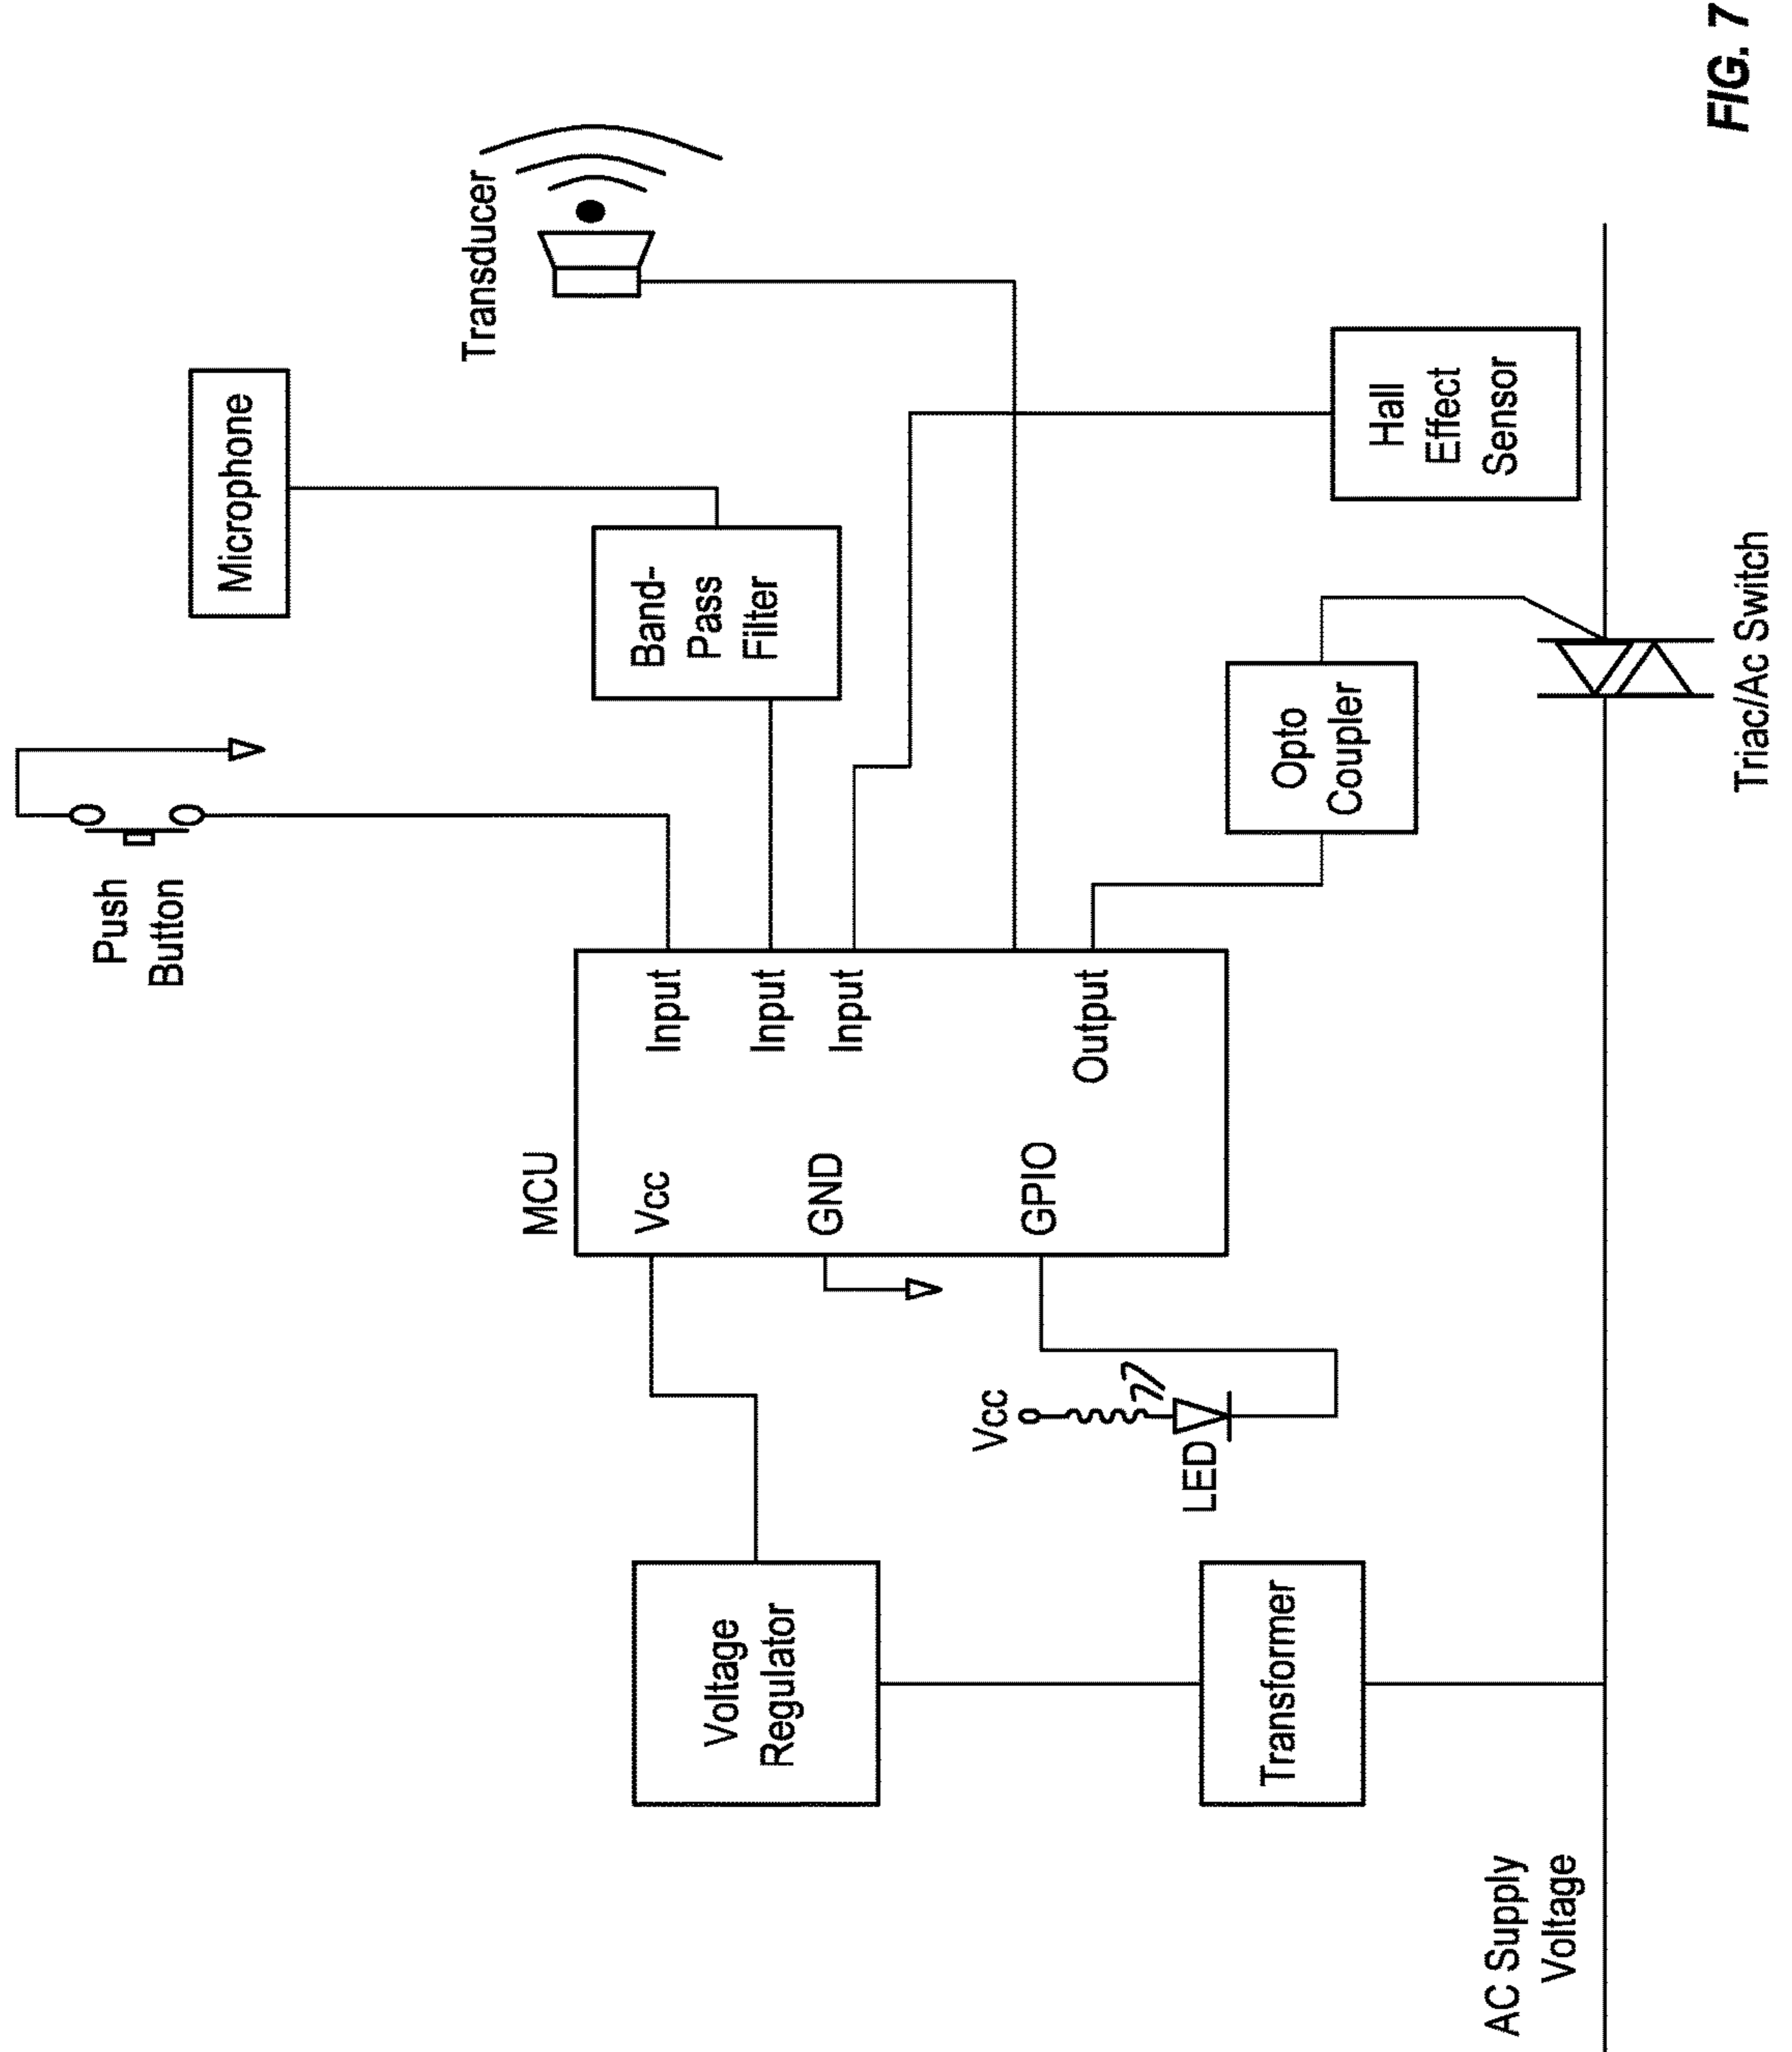 Push
Button
Microphone
Transducer
Band-
Pass
Filter
MCU
Vcc
GND
GPIO
Input
Input
Input
Output
Voltage
Regulator
Vcc
LED
Opto
Coupler
Hall
Effect
Sensor
Transformer
AC Supply
Voltage
Triac/Ac Switch
FIG. 7